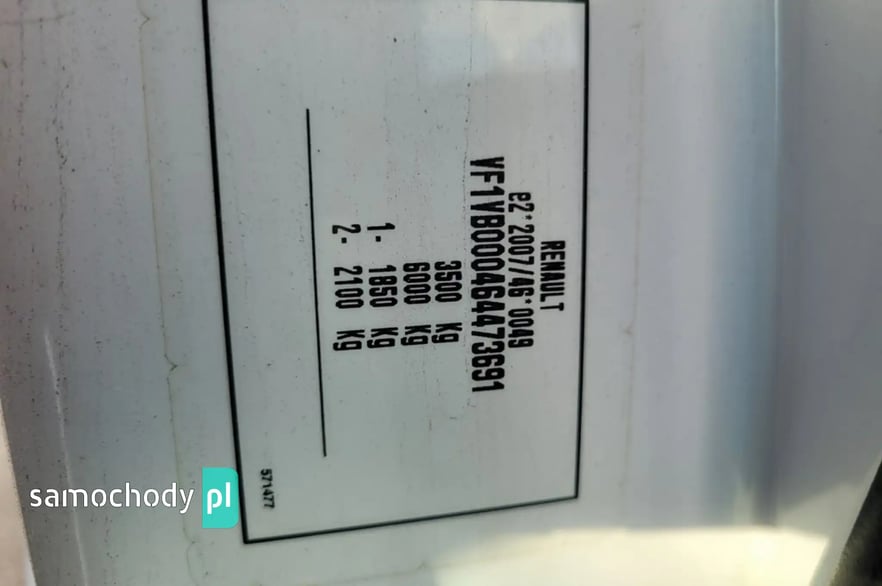 RENAULT
e2*2007/46*0049
VF1VB000464473691
3500 Kg
6000 Kg
1- 1850 Kg
2- 2100 Kg
571477
samochody pl